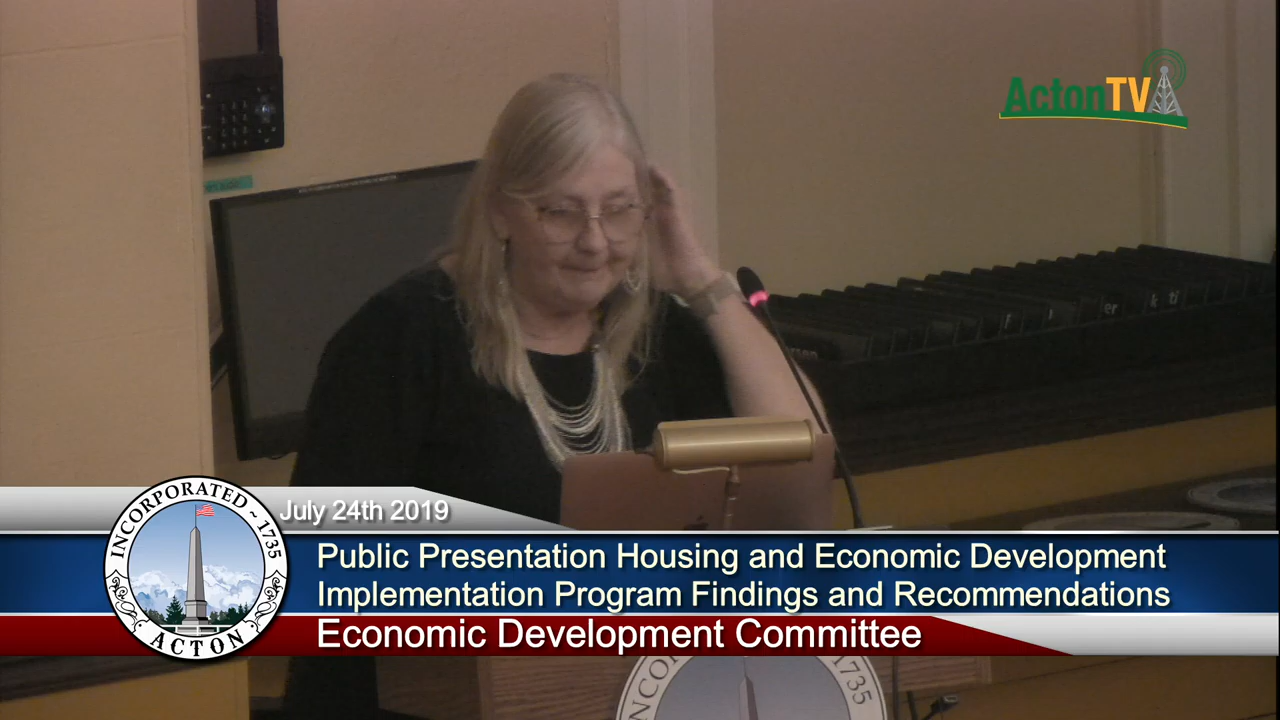 ActonTV
July 24th 2019
INCORPORATED ~ 1735
ACTON
Public Presentation Housing and Economic Development
Implementation Program Findings and Recommendations
Economic Development Committee
1735